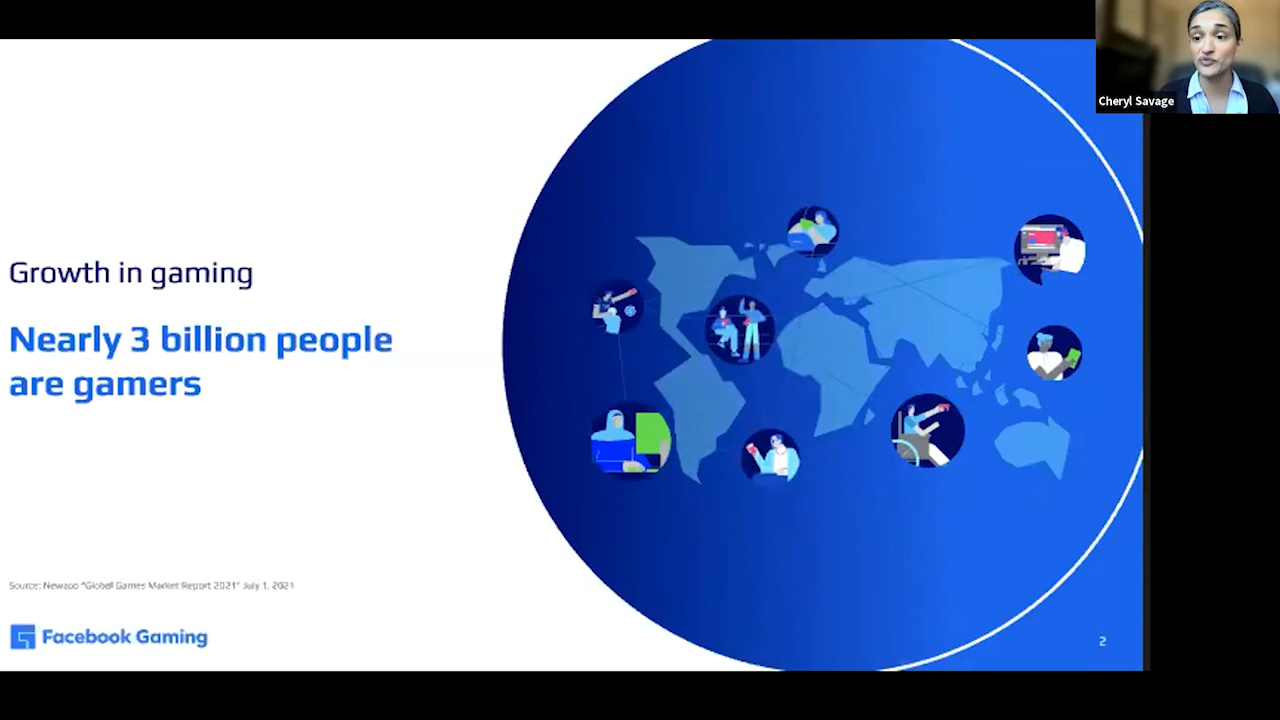 Cheryl Savage
Growth in gaming
Nearly 3 billion people
are gamers
Source: Newzoo "Global Games Market Report 2021" July 1, 2021
Facebook Gaming
2